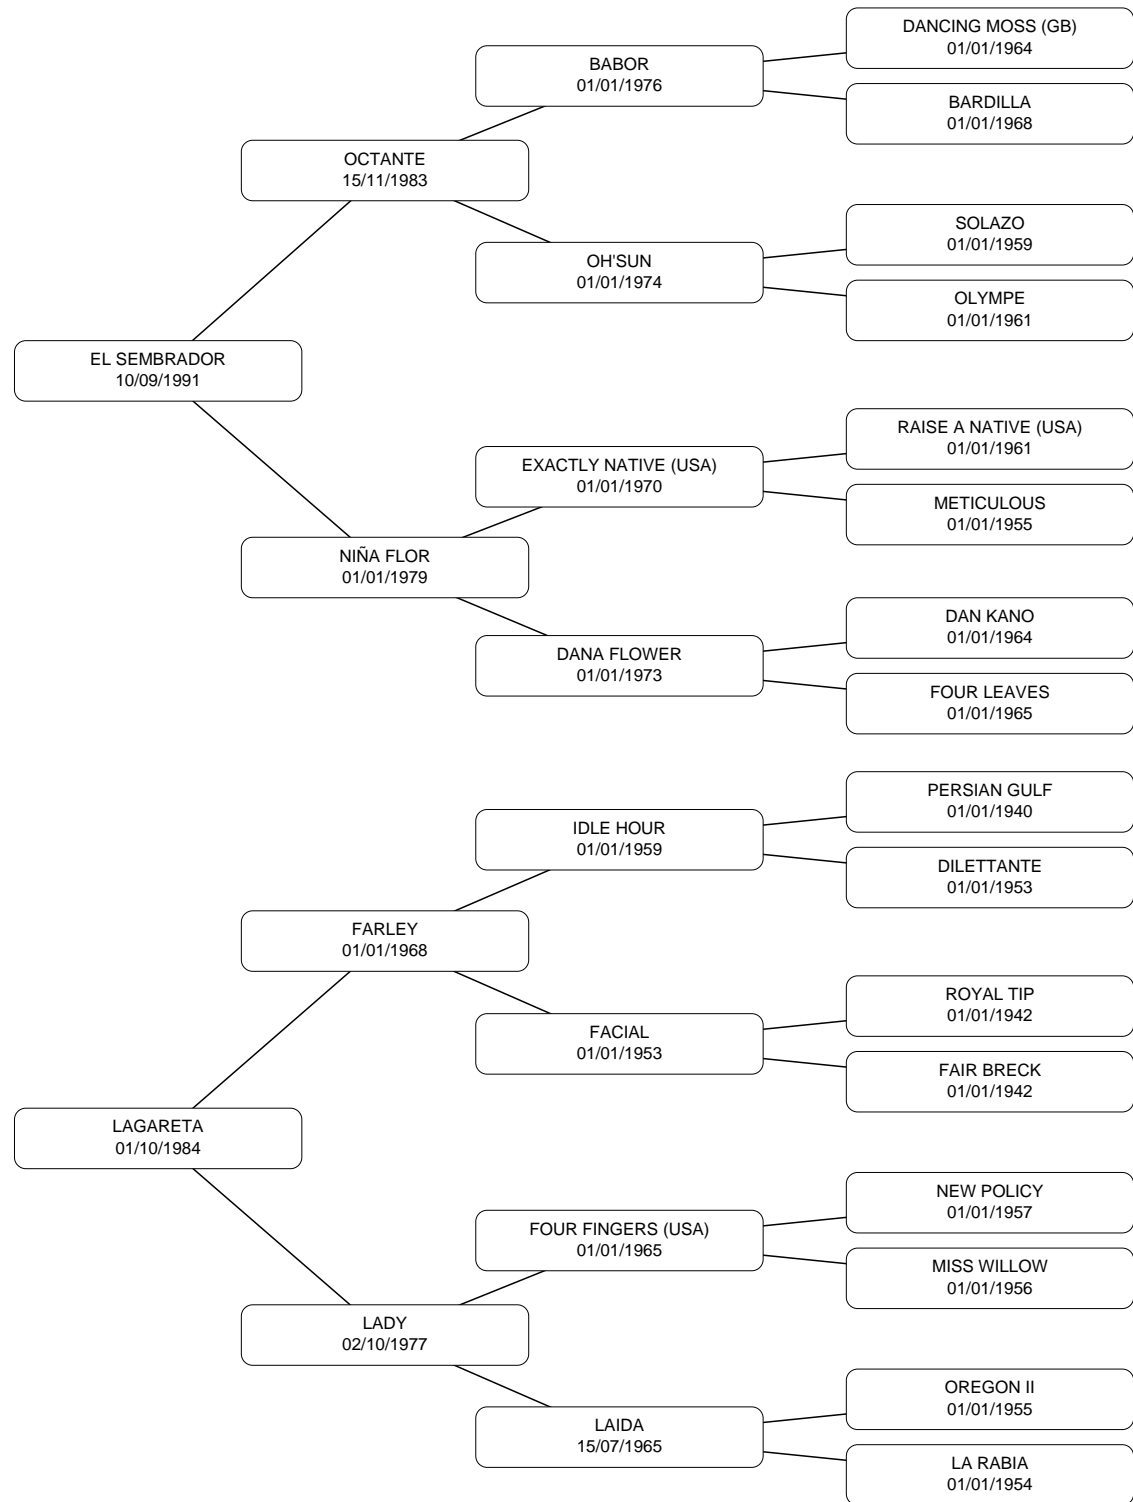 DANCING MOSS (GB)
01/01/1964
BABOR
01/01/1976
BARDILLA
01/01/1968
OCTANTE
15/11/1983
SOLAZO
01/01/1959
OH'SUN
01/01/1974
OLYMPE
01/01/1961
EL SEMBRADOR
10/09/1991
RAISE A NATIVE (USA)
01/01/1961
EXACTLY NATIVE (USA)
01/01/1970
METICULOUS
01/01/1955
NIÑA FLOR
01/01/1979
DAN KANO
01/01/1964
DANA FLOWER
01/01/1973
FOUR LEAVES
01/01/1965
PERSIAN GULF
01/01/1940
IDLE HOUR
01/01/1959
DILETTANTE
01/01/1953
FARLEY
01/01/1968
ROYAL TIP
01/01/1942
FACIAL
01/01/1953
FAIR BRECK
01/01/1942
LAGARETA
01/10/1984
NEW POLICY
01/01/1957
FOUR FINGERS (USA)
01/01/1965
MISS WILLOW
01/01/1956
LADY
02/10/1977
OREGON II
01/01/1955
LAIDA
15/07/1965
LA RABIA
01/01/1954